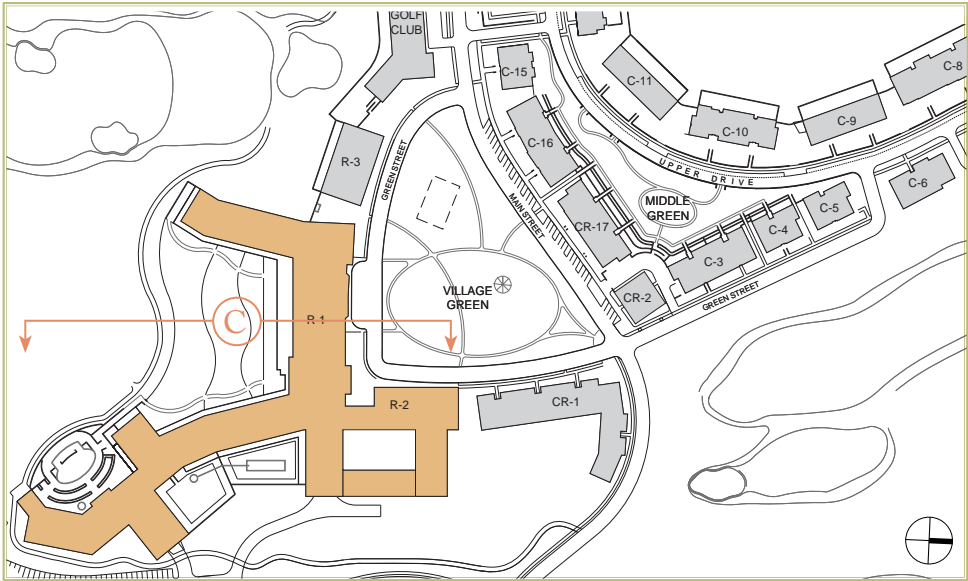 GOLF
CLUB
C-15
C-11
C-8
C-10
C-9
C-16
R-3
GREEN STREET
UPPER DRIVE
C-6
MAIN STREET
MIDDLE
GREEN
C-5
CR-17
C-4
C-3
VILLAGE
GREEN
CR-2
GREEN STREET
C
R-1
R-2
CR-1